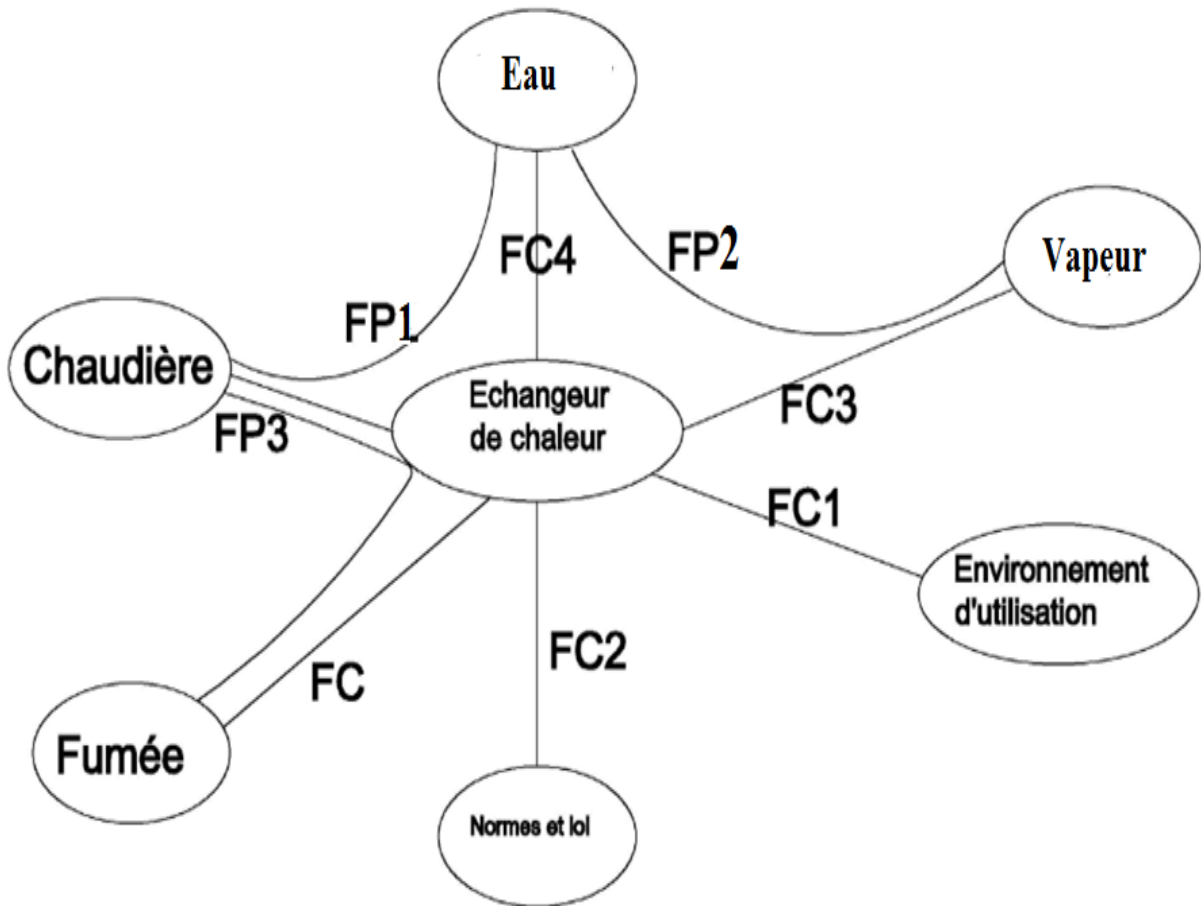 Eau
FC4
FP2
Vapeur
FP1
Chaudière
FP3
Echangeur
de chaleur
FC3
FC1
Environnement
d'utilisation
FC2
FC
Fumée
Normes et lol